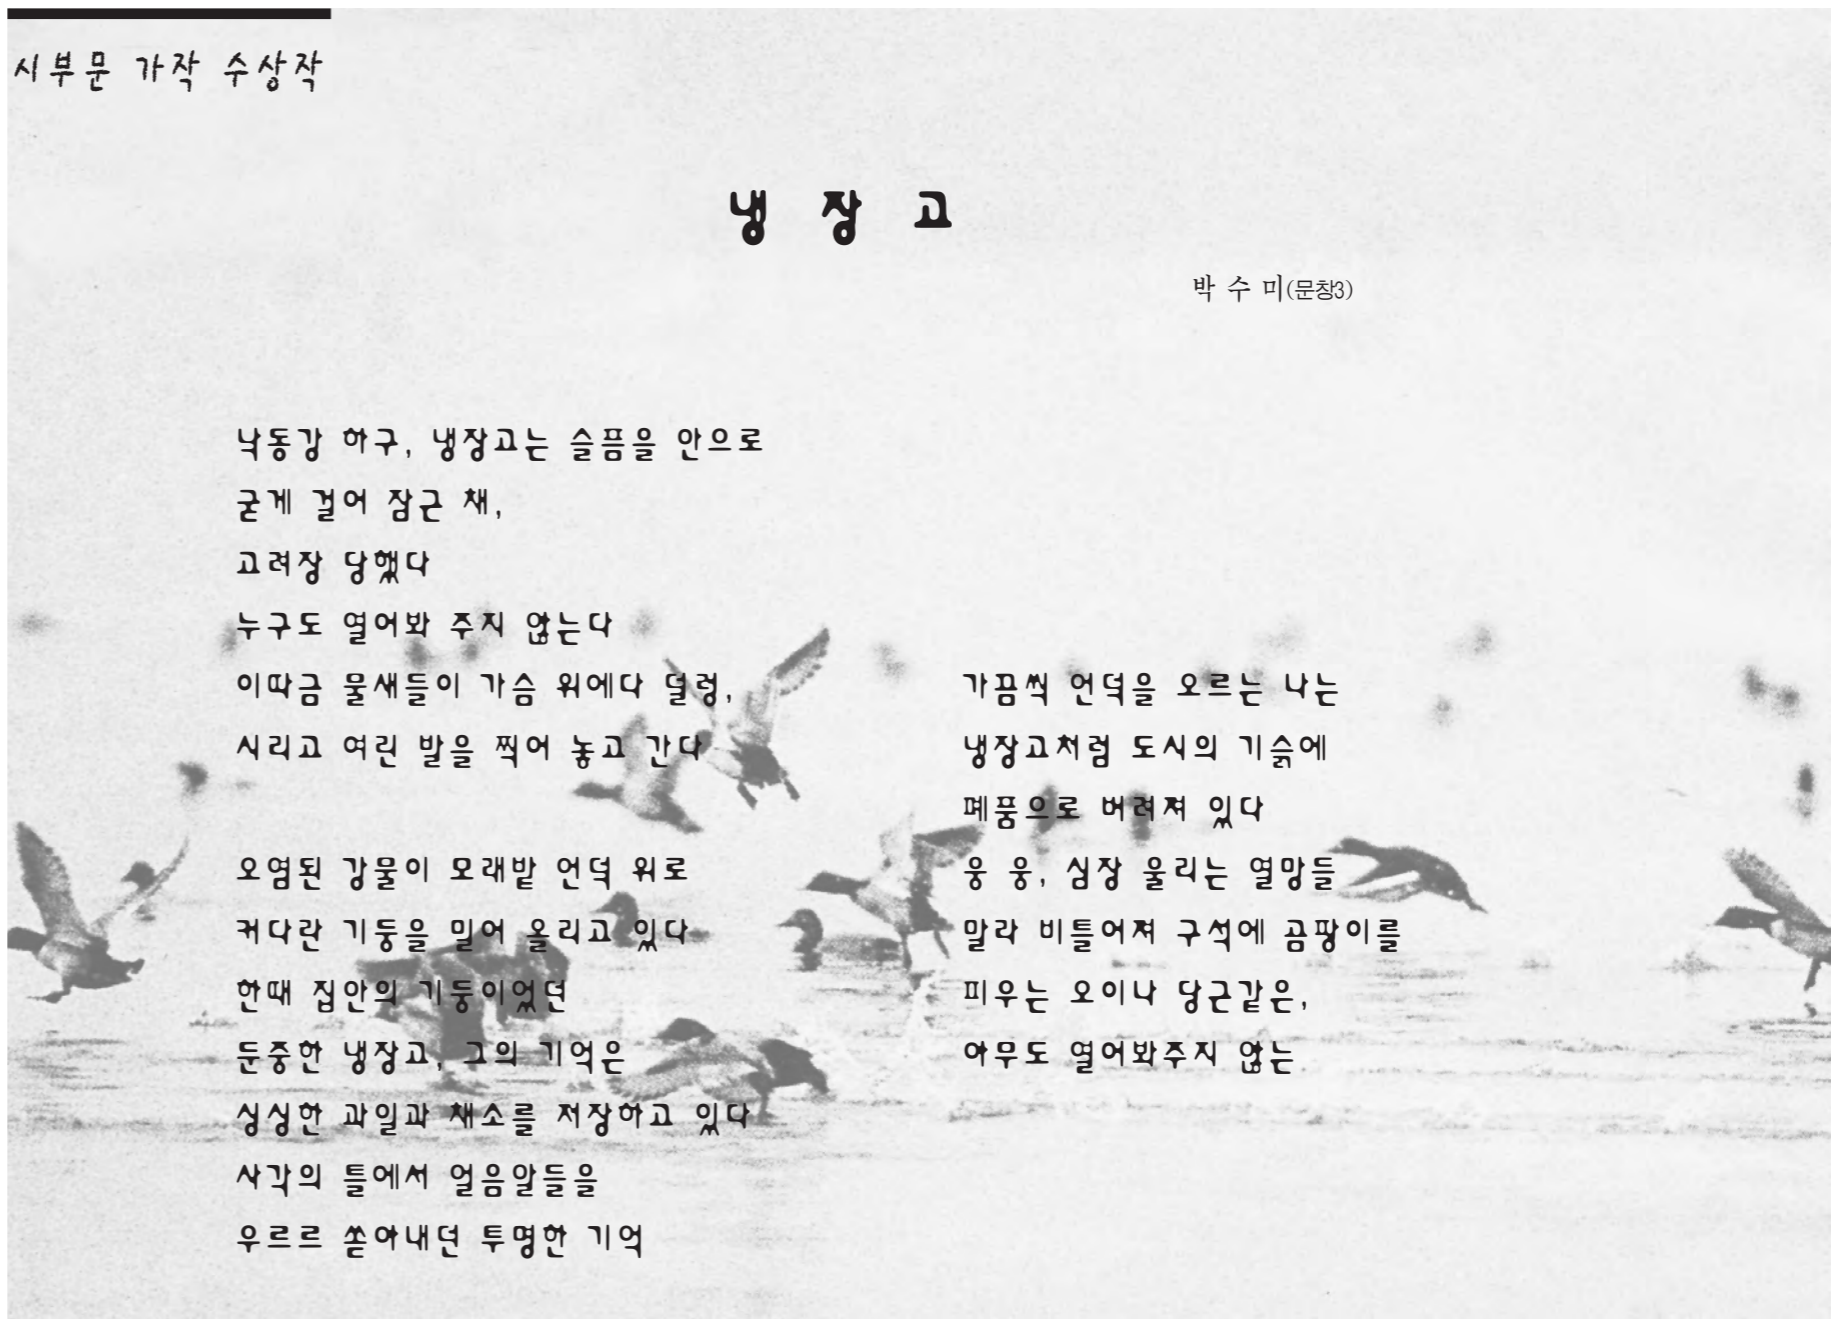 시부문 가작 수상작
냉장고
박수미(문창3)
낙동강 하구, 냉장고는 슬픔을 안으로
굳게 걸어 잠근 채,
고려장 당했다
누구도 열어봐 주지 않는다
이따금 물새들이 가슴 위에다 덜렁,
시리고 여린 발을 찍어 놓고 간다
오염된 강물이 모래밭 언덕 위로
커다란 기둥을 밀어 올리고 있다
한때 집안의 기둥이었던
둔중한 냉장고, 그의 기억은
싱싱한 과일과 채소를 저장하고 있다
사각의 틀에서 얼음알들을
우르르 쏟아내던 투명한 기억
가끔씩 언덕을 오르는 나는
냉장고처럼 도시의 기슭에
폐품으로 버려져 있다
웅 웅, 심장 울리는 열망들
말라 비틀어져 구석에 곰팡이를
피우는 오이나 당근같은,
아무도 열어봐주지 않는